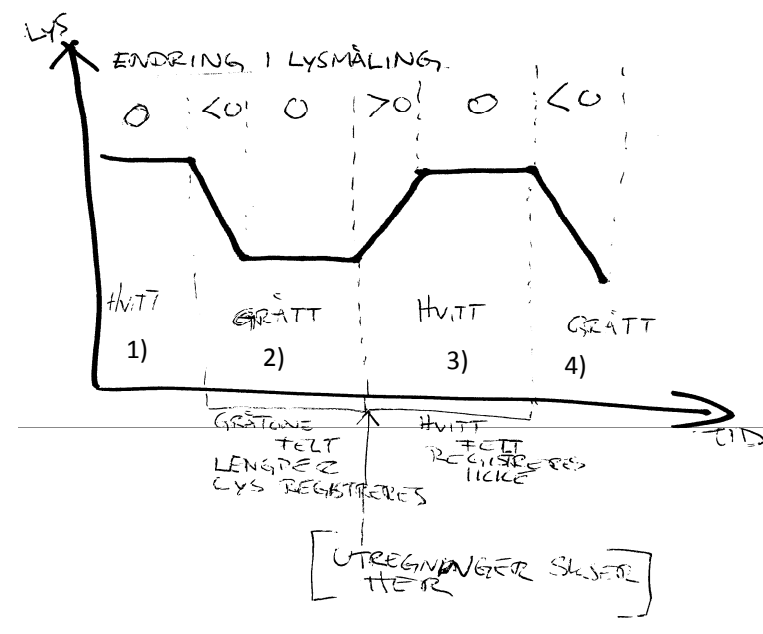 LYS
ENDRING I LYSMÅLING.
0 <0 0 >0 0 <0
HVITT GRÅTT HVITT GRÅTT
1) 2) 3) 4)
GRÅTONE HVITT
FELT FELT
LENGDER REGISTRERES
LYS REGISTRERES IKKE
TID
[UTREGNINGER SKJER
HER]